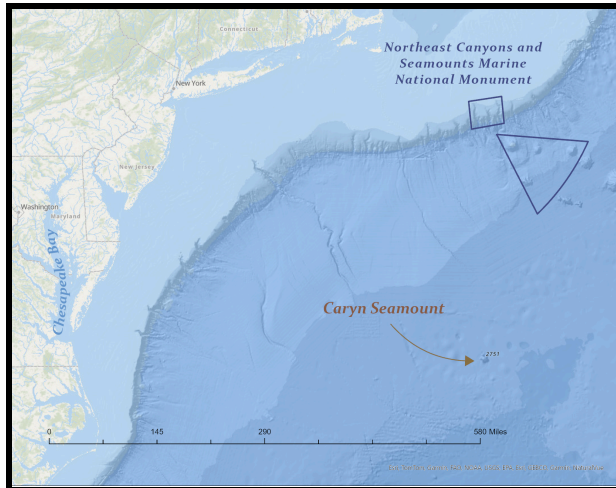 Connecticut
Northeast Canyons and
Seamounts Marine
National Monument
New York
New Jersey
Washington
Maryland
Chesapeake Bay
Caryn Seamount
2751
0
145
290
580 Miles